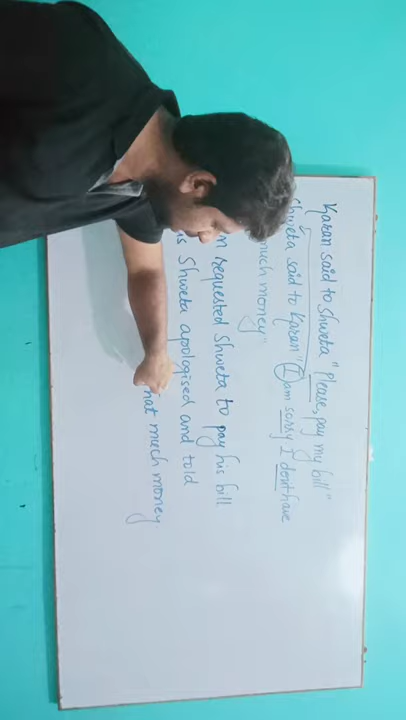 Karan said to Shweta "please, pay my bill"
Shweta said to Karan "I am sorry I dont have
much money"
requested Shweta to pay his bill
Shweta apologised and told
much money.